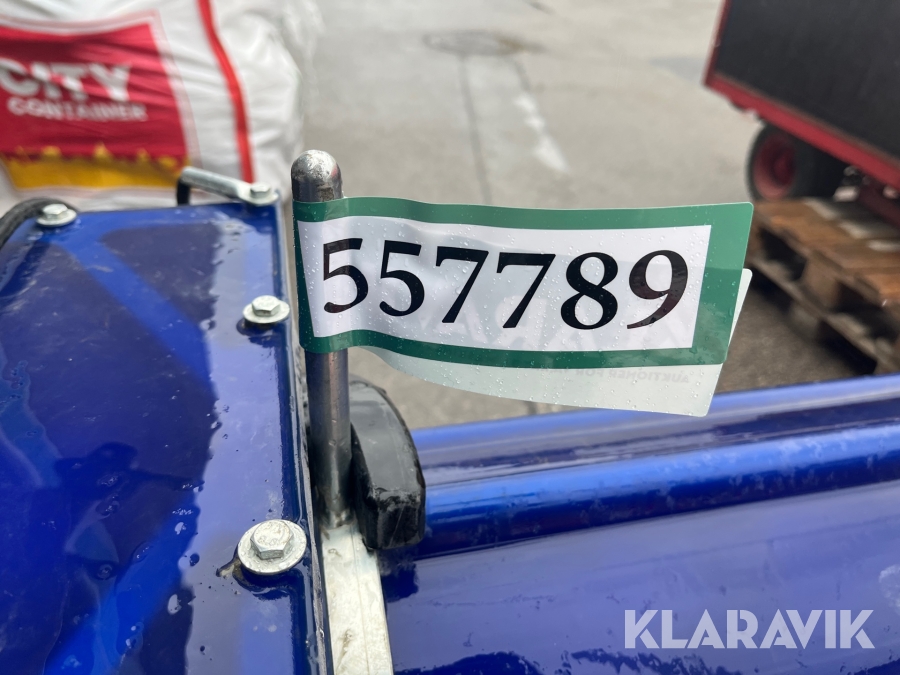 CITY
CONTAINER
557789
KLARAVIK